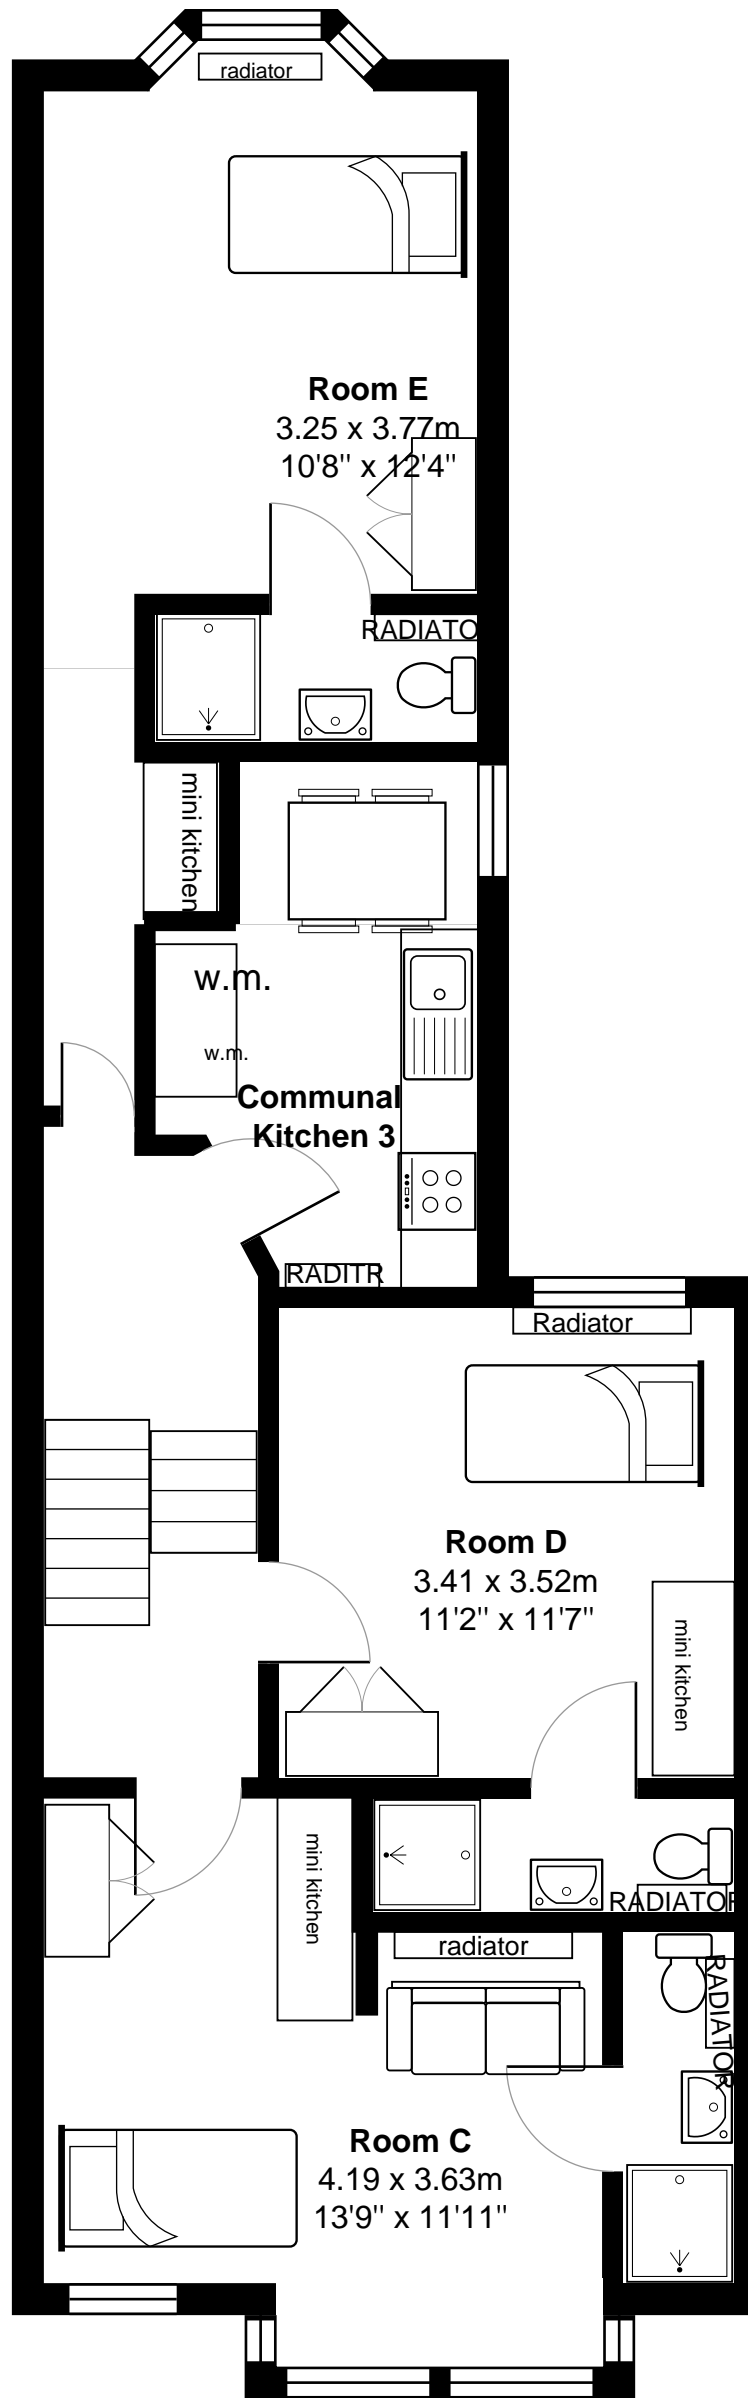 radiator
Room E
3.25 x 3.77m
10'8" x 12'4"
RADIATO
mini kitchen
w.m.
w.m.
Communal
Kitchen 3
RADITR
Radiator
Room D
3.41 x 3.52m
11'2" x 11'7"
mini kitchen
mini kitchen
RADIATOR
radiator
RADIATOR
Room C
4.19 x 3.63m
13'9" x 11'11"